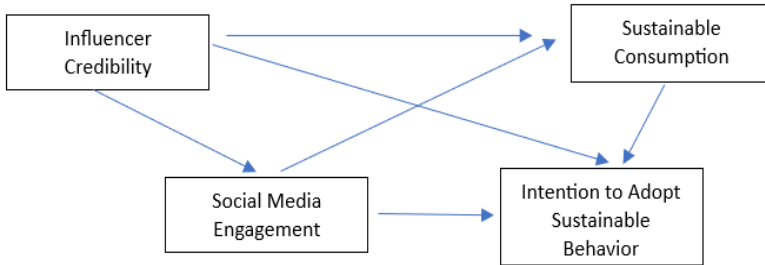 Influencer
Credibility
Sustainable
Consumption
Social Media
Engagement
Intention to Adopt
Sustainable
Behavior